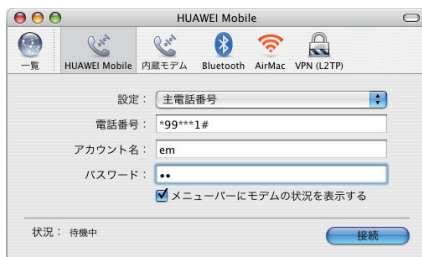 HUAWEI Mobile
一覧 HUAWEI Mobile 内蔵モデム Bluetooth AirMac VPN (L2TP)
設定： 主電話番号
電話番号： *99***1#
アカウント名： em
パスワード： ••
メニューバーにモデムの状況を表示する
状況： 待機中 接続